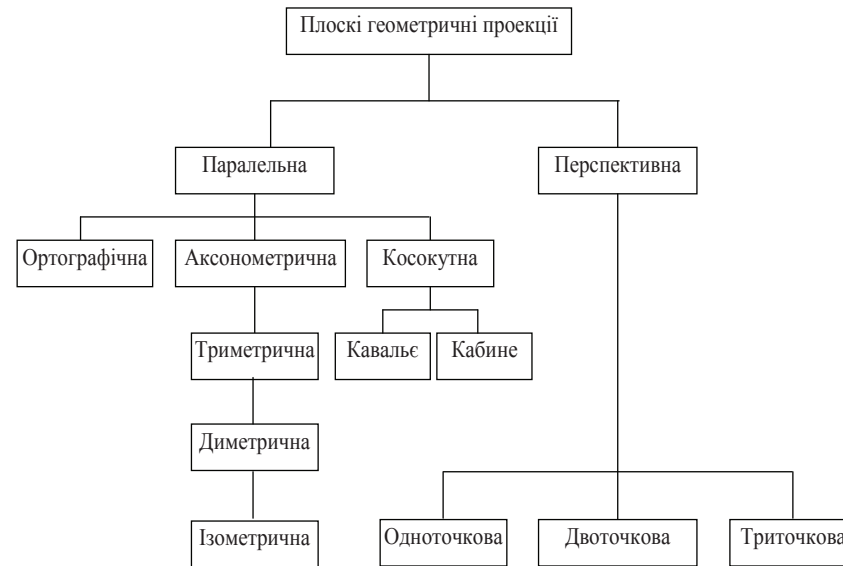 Плоскі геометричні проекції
Паралельна
Перспективна
Ортографічна
Аксонометрична
Косокутна
Триметрична
Кавальє
Кабине
Диметрична
Ізометрична
Одноточкова
Двоточкова
Триточкова